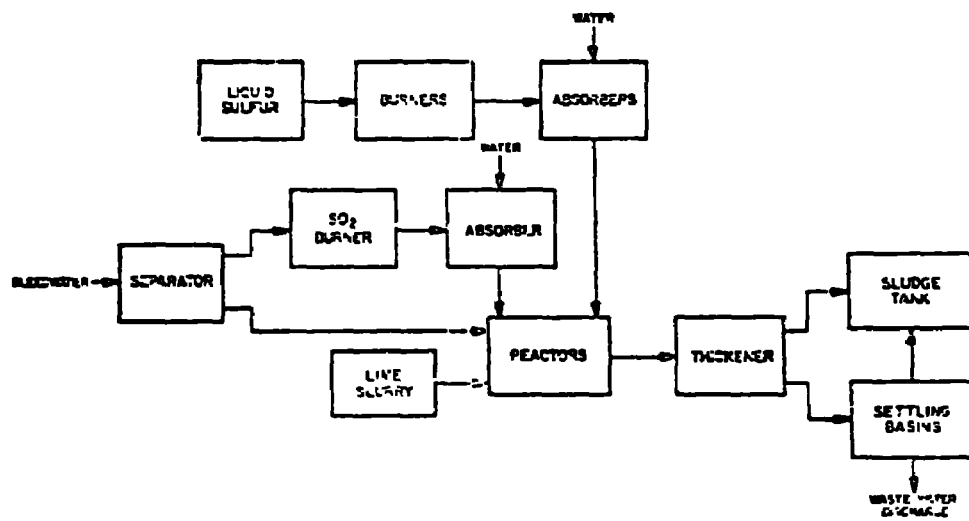 WATER
LIQUID
SULFUR
BURNERS
ABSORBERS
WATER
SO₂
BURNER
ABSORBER
BLEEDWATER
SEPARATOR
SLUDGE
TANK
REACTORS
THICKENER
LIME
SLURRY
SETTLING
BASINS
WASTE WATER
DISCHARGE